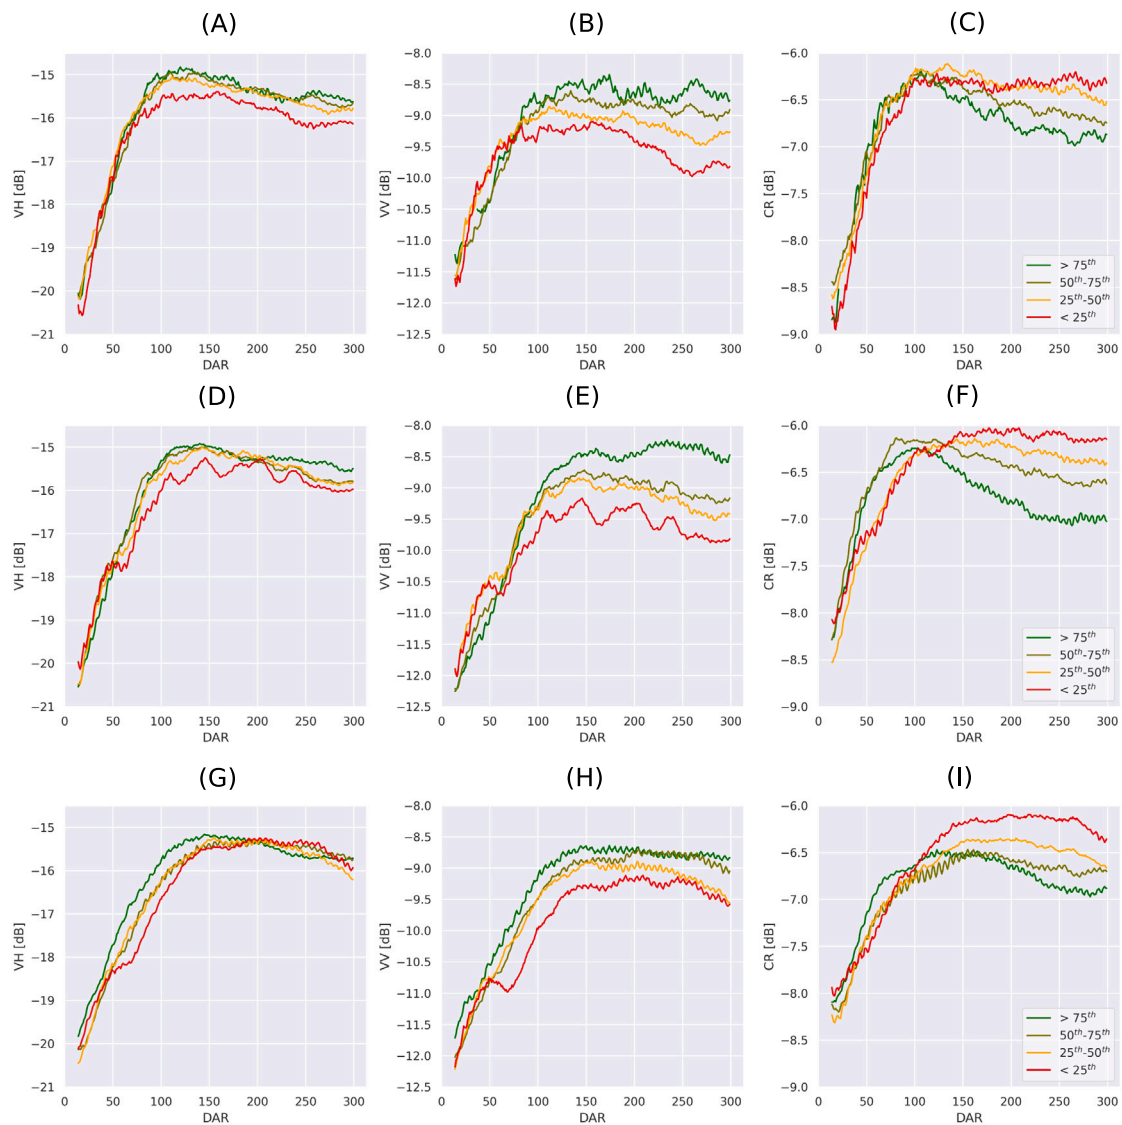 (A)
(B)
(C)
VH [dB]
−15
−16
−17
−18
−19
−20
−21
0 50 100 150 200 250 300
DAR
VV [dB]
−8.0
−8.5
−9.0
−9.5
−10.0
−10.5
−11.0
−11.5
−12.0
−12.5
0 50 100 150 200 250 300
DAR
CR [dB]
−6.0
−6.5
−7.0
−7.5
−8.0
−8.5
−9.0
0 50 100 150 200 250 300
DAR
> 75th
50th-75th
25th-50th
< 25th
(D)
(E)
(F)
VH [dB]
−15
−16
−17
−18
−19
−20
−21
0 50 100 150 200 250 300
DAR
VV [dB]
−8.0
−8.5
−9.0
−9.5
−10.0
−10.5
−11.0
−11.5
−12.0
−12.5
0 50 100 150 200 250 300
DAR
CR [dB]
−6.0
−6.5
−7.0
−7.5
−8.0
−8.5
−9.0
0 50 100 150 200 250 300
DAR
> 75th
50th-75th
25th-50th
< 25th
(G)
(H)
(I)
VH [dB]
−15
−16
−17
−18
−19
−20
−21
0 50 100 150 200 250 300
DAR
VV [dB]
−8.0
−8.5
−9.0
−9.5
−10.0
−10.5
−11.0
−11.5
−12.0
−12.5
0 50 100 150 200 250 300
DAR
CR [dB]
−6.0
−6.5
−7.0
−7.5
−8.0
−8.5
−9.0
0 50 100 150 200 250 300
DAR
> 75th
50th-75th
25th-50th
< 25th